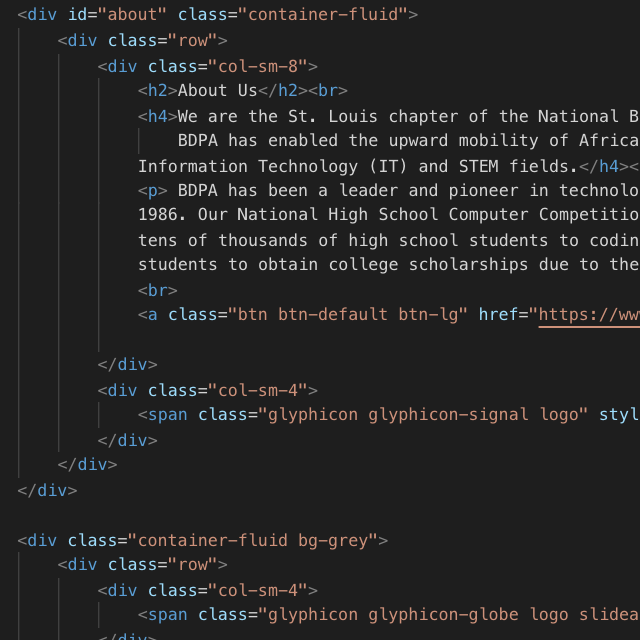 <div id="about" class="container-fluid">
<div class="row">
<div class="col-sm-8">
<h2>About Us</h2><br>
<h4>We are the St. Louis chapter of the National B
BDPA has enabled the upward mobility of Africa
Information Technology (IT) and STEM fields.</h4><
<p> BDPA has been a leader and pioneer in technolo
1986. Our National High School Computer Competitio
tens of thousands of high school students to codin
students to obtain college scholarships due to the
<br>
<a class="btn btn-default btn-lg" href="https://ww
</div>
<div class="col-sm-4">
<span class="glyphicon glyphicon-signal logo" styl
</div>
</div>
</div>
<div class="container-fluid bg-grey">
<div class="row">
<div class="col-sm-4">
<span class="glyphicon glyphicon-globe logo slidea
</div>